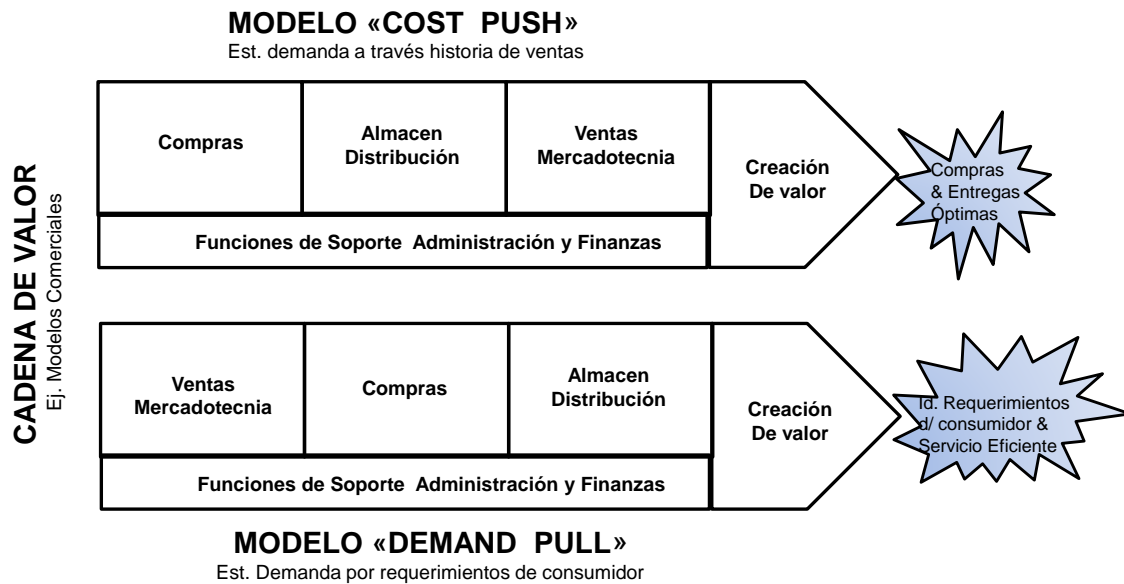 MODELO «COST PUSH»
Est. demanda a través historia de ventas
CADENA DE VALOR
Ej. Modelos Comerciales
Compras
Almacen
Distribución
Ventas
Mercadotecnia
Creación
De valor
Compras
& Entregas
Óptimas
Funciones de Soporte Administración y Finanzas
Ventas
Mercadotecnia
Compras
Almacen
Distribución
Creación
De valor
Id. Requerimientos
d/ consumidor &
Servicio Eficiente
Funciones de Soporte Administración y Finanzas
MODELO «DEMAND PULL»
Est. Demanda por requerimientos de consumidor